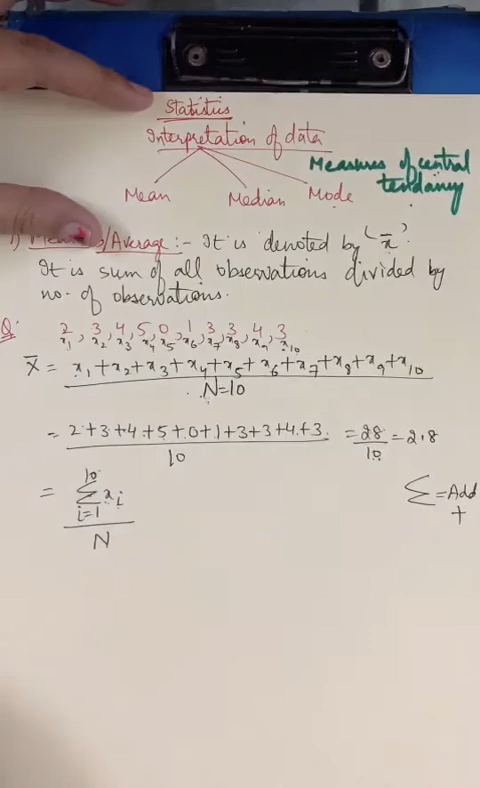 Statistics
Interpretation of data
Measures of central tendancy
Mean Median Mode
/Average :- It is denoted by ‘x̄’
It is sum of all observations divided by
no. of observations.
Q: 2, 3, 4, 5, 0, 1, 3, 3, 4, 3
x₁ x₂ x₃ x₄ x₅ x₆ x₇ x₈ x₉ x₁₀
x̄ = x₁+x₂+x₃+x₄+x₅+x₆+x₇+x₈+x₉+x₁₀
N=10
= 2+3+4+5+0+1+3+3+4+3 = 28 = 2.8
10 10
10
= Σ xᵢ Σ = Add
i=1 +
N